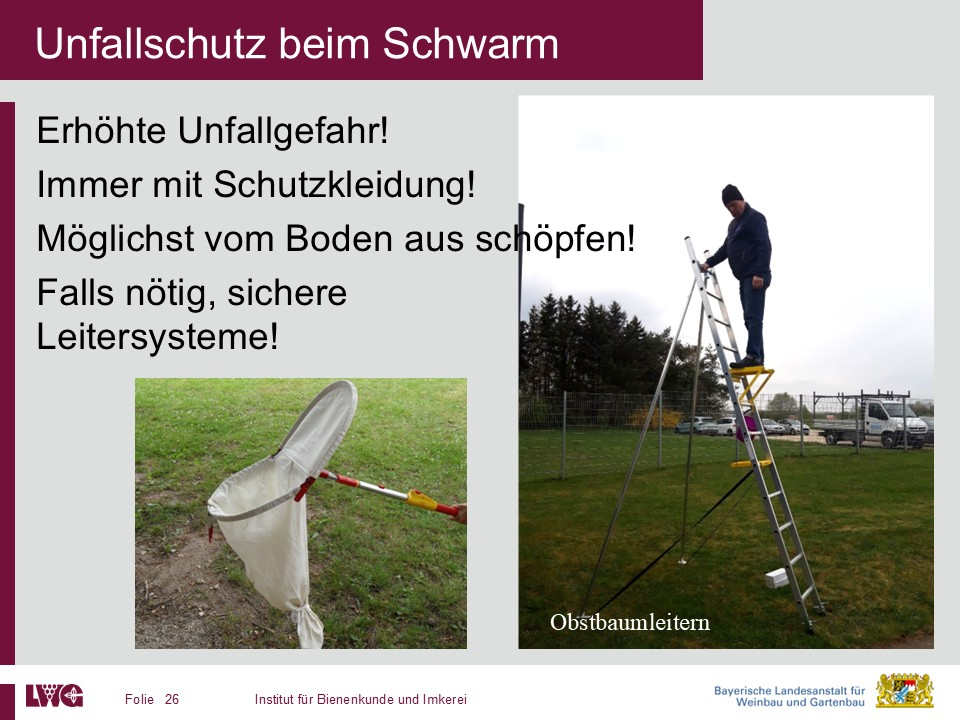 Unfallschutz beim Schwarm
Erhöhte Unfallgefahr!
Immer mit Schutzkleidung!
Möglichst vom Boden aus schöpfen!
Falls nötig, sichere
Leitersysteme!
Obstbaumleitern
LWG
Folie 26
Institut für Bienenkunde und Imkerei
Bayerische Landesanstalt für
Weinbau und Gartenbau